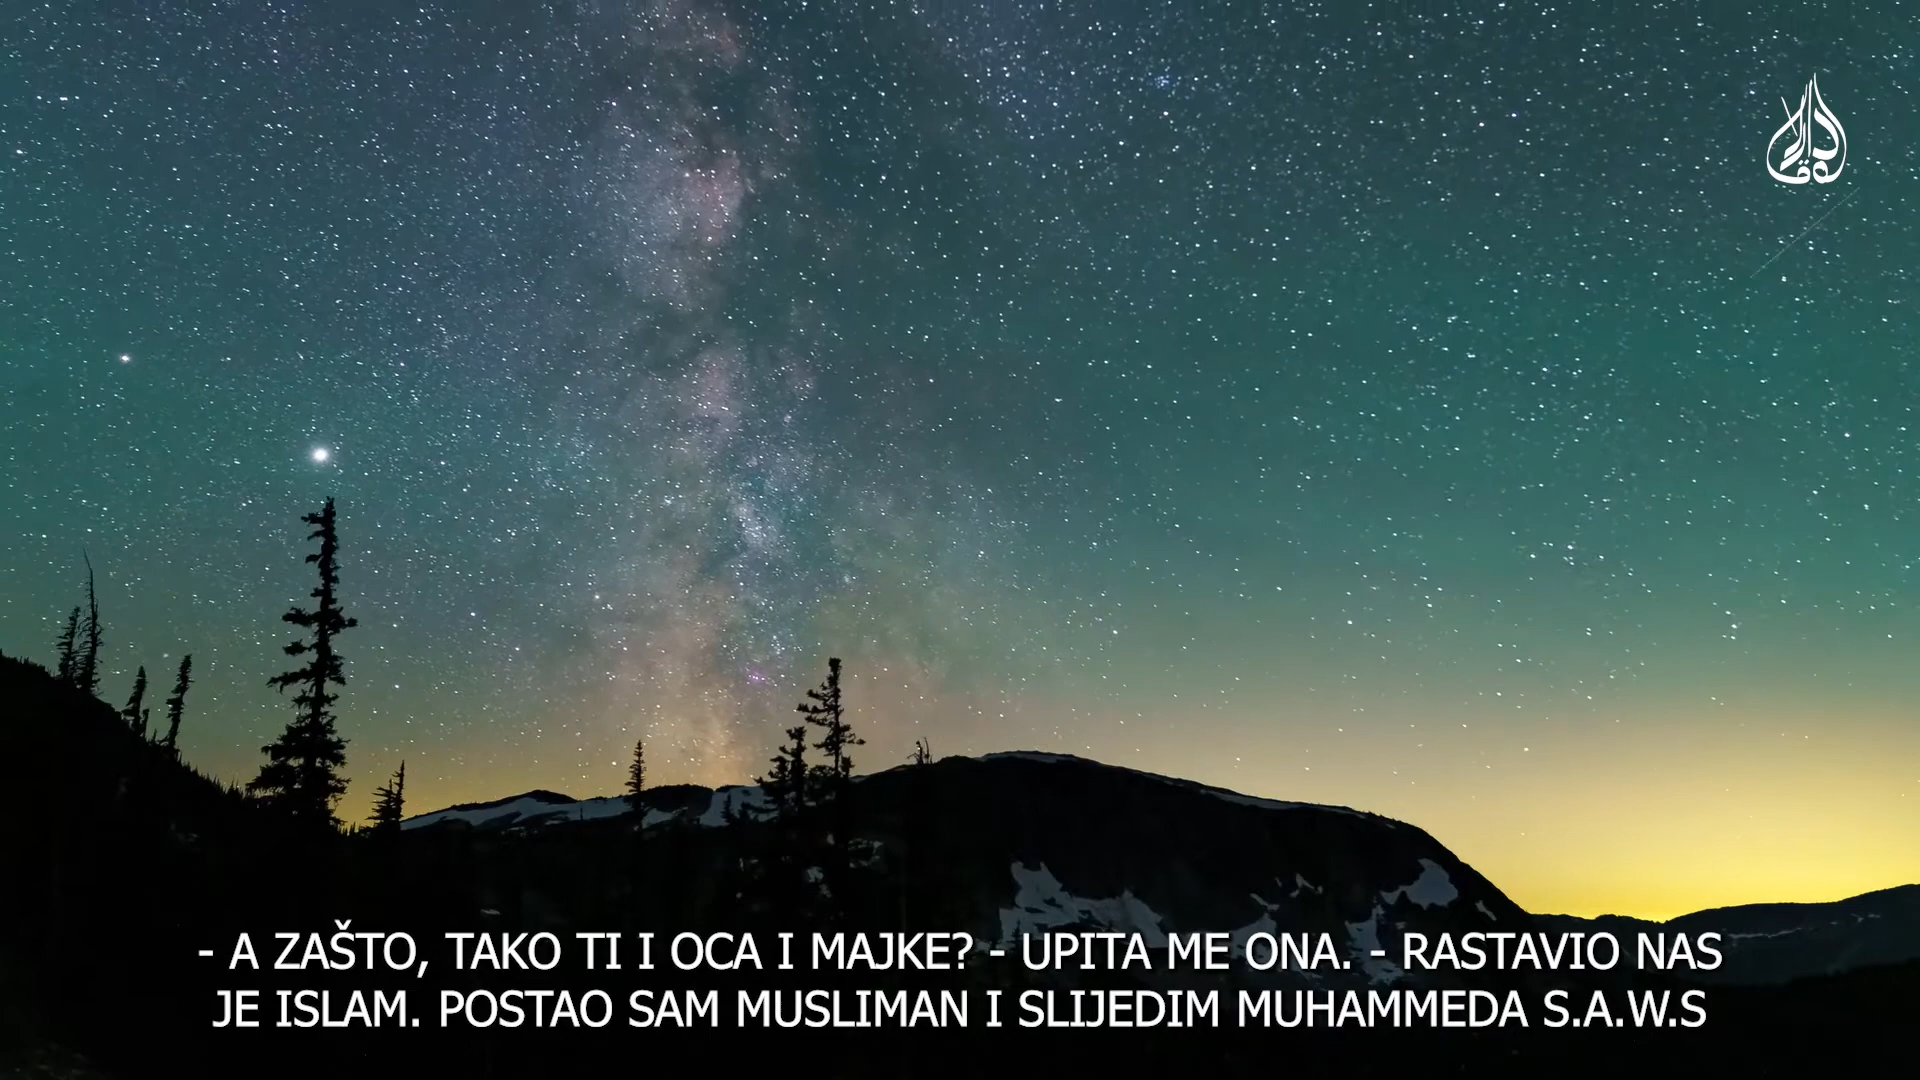 - A ZAŠTO, TAKO TI I OCA I MAJKE? - UPITA ME ONA. - RASTAVIO NAS
JE ISLAM. POSTAO SAM MUSLIMAN I SLIJEDIM MUHAMMEDA S.A.W.S